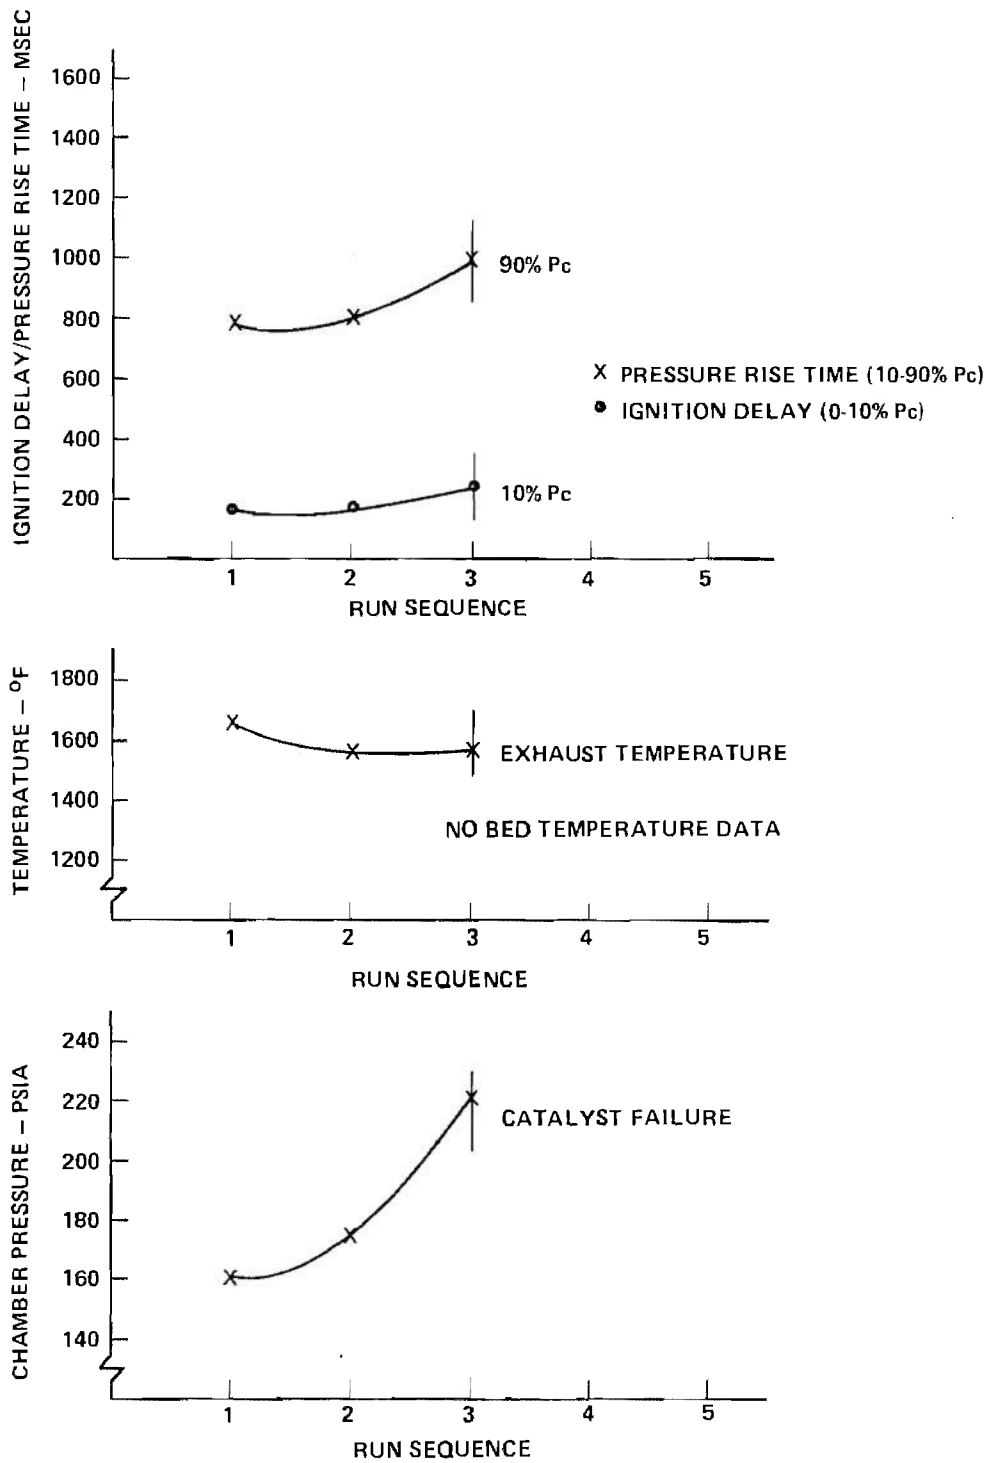 IGNITION DELAY/PRESSURE RISE TIME – MSEC
1600
1400
1200
1000
800
600
400
200
90% Pc
X PRESSURE RISE TIME (10-90% Pc)
IGNITION DELAY (0-10% Pc)
10% Pc
1 2 3 4 5
RUN SEQUENCE
TEMPERATURE – °F
1800
1600
1400
1200
EXHAUST TEMPERATURE
NO BED TEMPERATURE DATA
1 2 3 4 5
RUN SEQUENCE
CHAMBER PRESSURE – PSIA
240
220
200
180
160
140
CATALYST FAILURE
1 2 3 4 5
RUN SEQUENCE